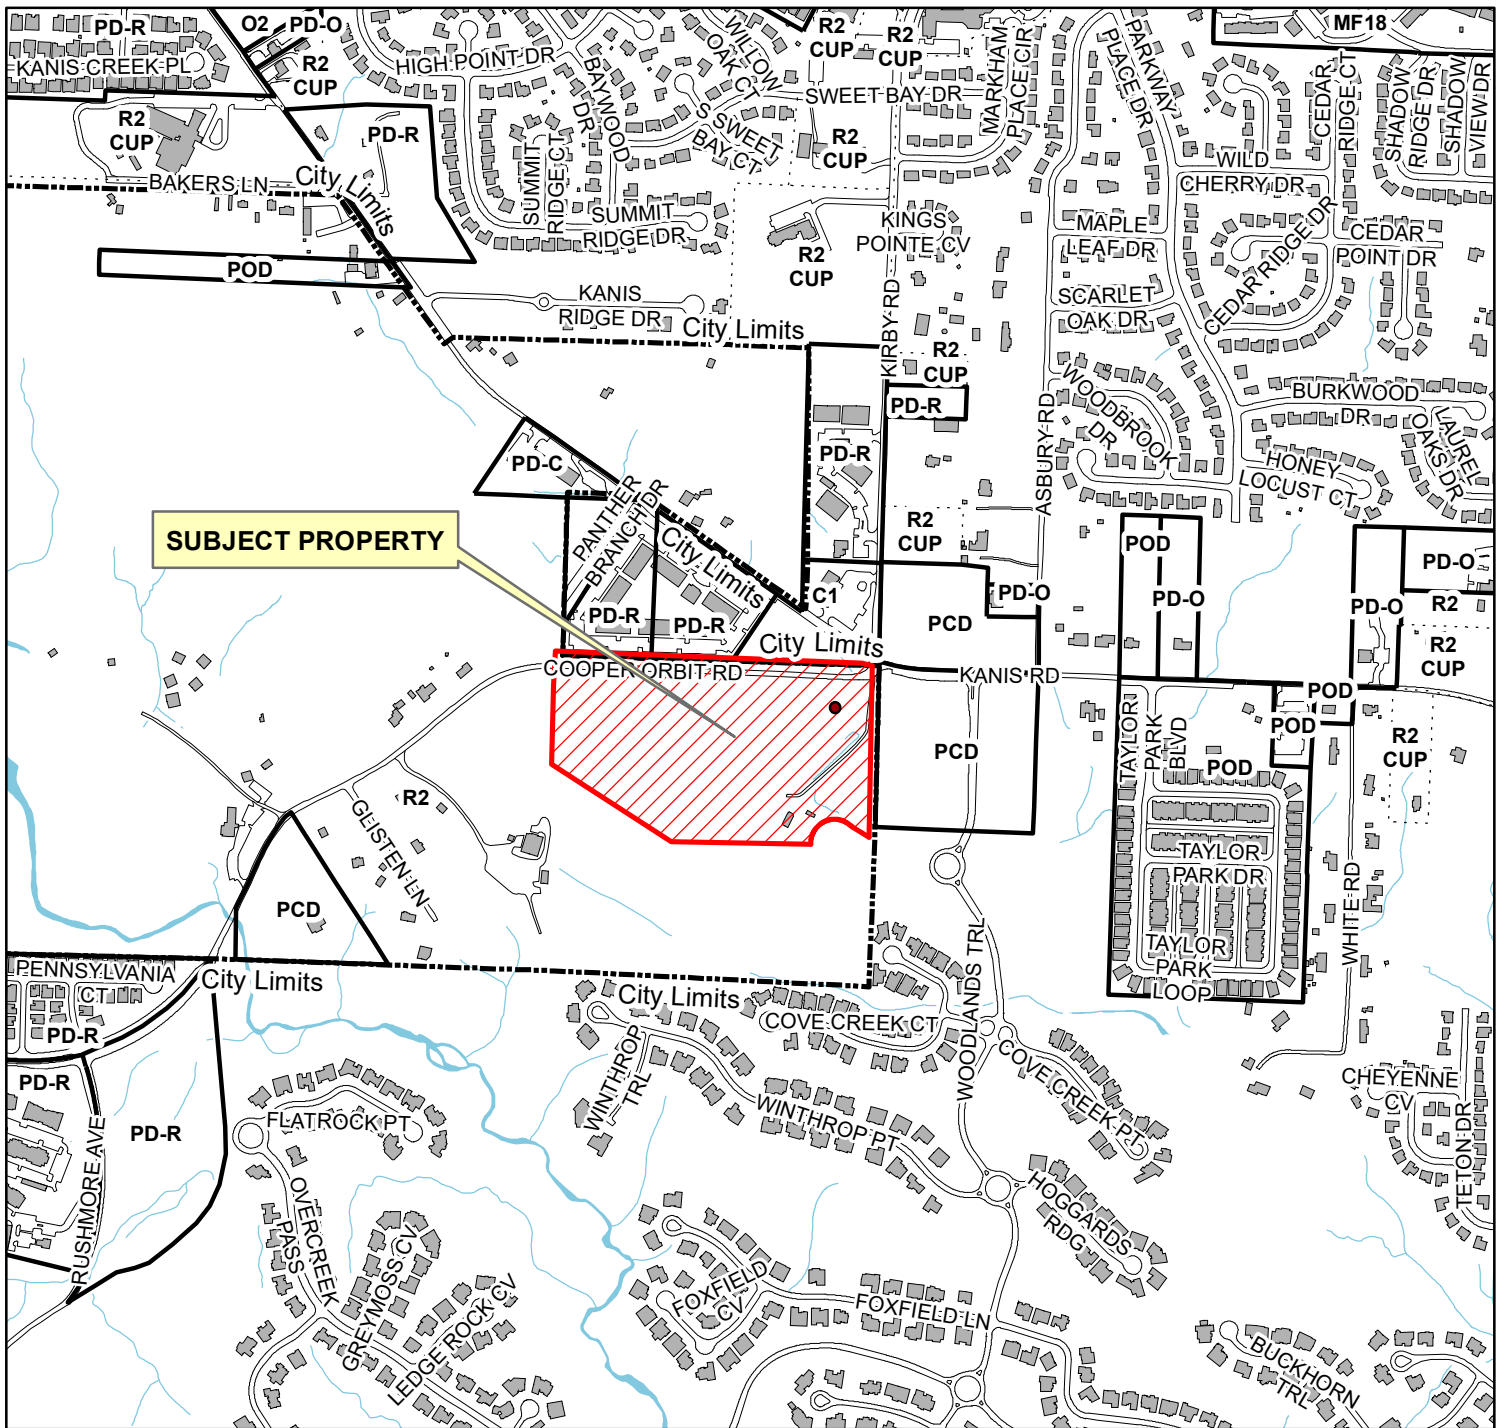 PD-R
O2
PD-O
R2
CUP
R2
CUP
R2
CUP
MF18
KANIS CREEK PL
HIGH POINT DR
BAYWOOD
DR
WILLOW
OAK CT
S SWEET
BAY CT
SWEET BAY DR
MARKHAM
PLACE CIR
PARKWAY
PLACE DR
CEDAR
RIDGE CT
SHADOW
RIDGE DR
SHADOW
VIEW DR
R2
CUP
PD-R
R2
CUP
WILD
CHERRY DR
BAKERS LN
City Limits
SUMMIT
RIDGE CT
SUMMIT
RIDGE DR
KINGS
POINTE CV
MAPLE
LEAF DR
CEDAR RIDGE DR
CEDAR
POINT DR
R2
CUP
POD
KANIS
RIDGE DR
City Limits
KIRBY RD
SCARLET
OAK DR
R2
CUP
PD-R
ASBURY RD
WOODBROOK
DR
BURKWOOD
DR
LAUREL
OAKS DR
HONEY
LOCUST CT
PD-C
PD-R
PANTHER
BRANCH DR
City Limits
R2
CUP
SUBJECT PROPERTY
POD
PD-O
PD-O
PD-O
R2
R2
CUP
PD-R
PD-R
C1
PD-O
PCD
City Limits
COOPER ORBIT RD
KANIS RD
POD
POD
TAYLOR
PARK
BLVD
POD
R2
CUP
PCD
R2
GLISTEN LN
PCD
TAYLOR
PARK DR
TAYLOR
PARK
LOOP
WHITE RD
PENNSYLVANIA
CT
City Limits
City Limits
WOODLANDS TRL
PD-R
COVE CREEK CT
COVE CREEK PT
WINTHROP
TRL
WINTHROP PT
CHEYENNE
CV
TETON DR
PD-R
PD-R
RUSHMORE AVE
FLATROCK PT
OVERCREEK
PASS
GREYMOSS CV
LEDGE ROCK CV
HOGGARDS
RDG
FOXFIELD
CV
FOXFIELD LN
BUCKHORN
TRL